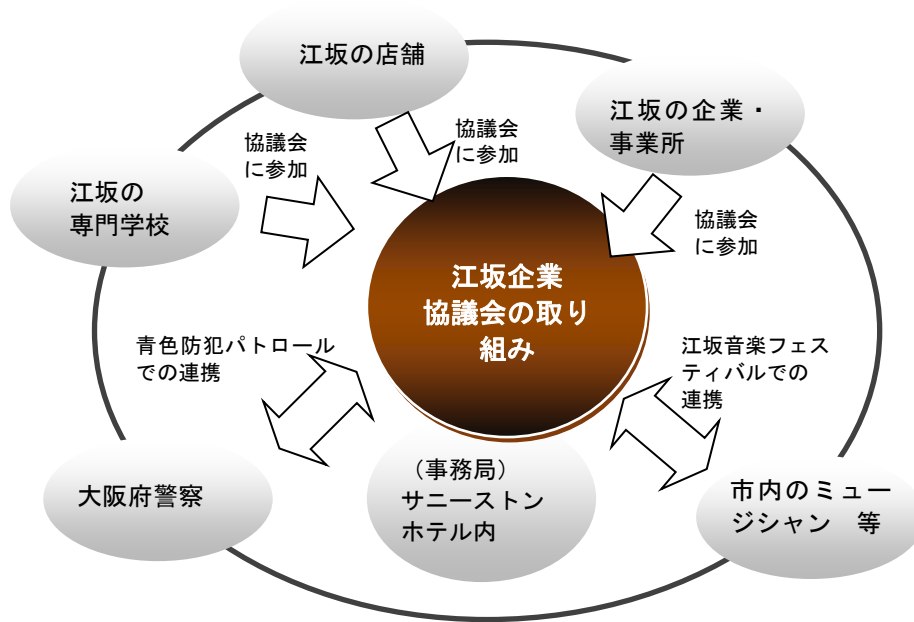 江坂の店舗
江坂の企業・
事業所
協議会
に参加
協議会
に参加
江坂の
専門学校
協議会
に参加
江坂企業
協議会の取り
組み
青色防犯パトロール
での連携
江坂音楽フェス
ティバルでの
連携
大阪府警察
（事務局）
サニーストン
ホテル内
市内のミュー
ジシャン　等